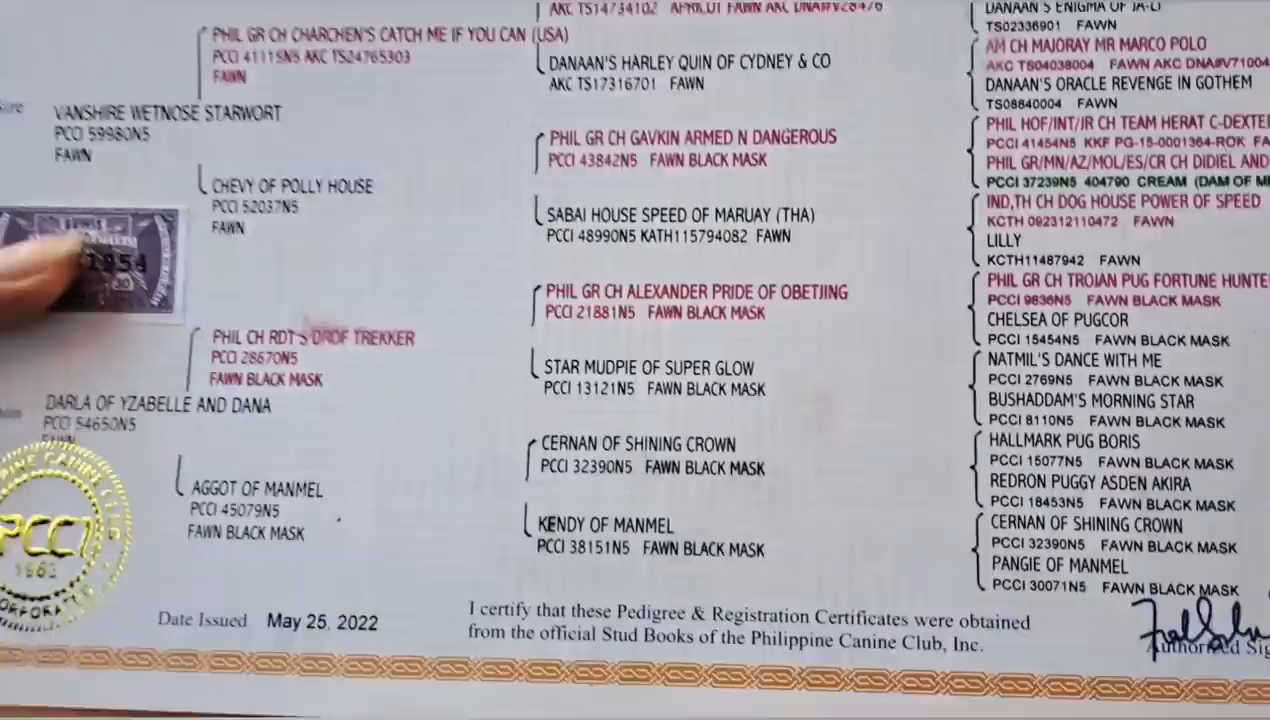 AKC TS14734102 APRICOT FAWN AKC DNA#V28476
DANAAN'S ENIGMA OF JA-LI
TS02336901 FAWN
PHIL GR CH CHARCHEN'S CATCH ME IF YOU CAN (USA)
PCCI 41115N5 AKC TS24765303
FAWN
DANAAN'S HARLEY QUIN OF CYDNEY & CO
AKC TS17316701 FAWN
AM CH MAJORAY MR MARCO POLO
AKC TS04038004 FAWN AKC DNA#V71004
DANAAN'S ORACLE REVENGE IN GOTHEM
TS08840004 FAWN
Sire
VANSHIRE WETNOSE STARWORT
PCCI 59980N5
FAWN
PHIL GR CH GAVKIN ARMED N DANGEROUS
PCCI 43842N5 FAWN BLACK MASK
PHIL HOF/INT/JR CH TEAM HERAT C-DEXTE
PCCI 41454N5 KKF PG-15-0001364-ROK FA
PHIL GR/MN/AZ/MOL/ES/CR CH DIDIEL AND
PCCI 37239N5 404790 CREAM (DAM OF M
CHEVY OF POLLY HOUSE
PCCI 52037N5
FAWN
SABAI HOUSE SPEED OF MARUAY (THA)
PCCI 48990N5 KATH115794082 FAWN
IND,TH CH DOG HOUSE POWER OF SPEED
KCTH 092312110472 FAWN
LILLY
KCTH11487942 FAWN
1954
PHIL GR CH ALEXANDER PRIDE OF OBETJING
PCCI 21881N5 FAWN BLACK MASK
PHIL GR CH TROJAN PUG FORTUNE HUNTE
PCCI 9836N5 FAWN BLACK MASK
CHELSEA OF PUGCOR
PCCI 15454N5 FAWN BLACK MASK
PHIL CH RDT'S DROF TREKKER
PCCI 28670N5
FAWN BLACK MASK
STAR MUDPIE OF SUPER GLOW
PCCI 13121N5 FAWN BLACK MASK
NATMIL'S DANCE WITH ME
PCCI 2769N5 FAWN BLACK MASK
BUSHADDAM'S MORNING STAR
PCCI 8110N5 FAWN BLACK MASK
DARLA OF YZABELLE AND DANA
PCCI 54650N5
FAWN
CERNAN OF SHINING CROWN
PCCI 32390N5 FAWN BLACK MASK
HALLMARK PUG BORIS
PCCI 15077N5 FAWN BLACK MASK
REDRON PUGGY ASDEN AKIRA
PCCI 18453N5 FAWN BLACK MASK
AGGOT OF MANMEL
PCCI 45079N5
FAWN BLACK MASK
KENDY OF MANMEL
PCCI 38151N5 FAWN BLACK MASK
CERNAN OF SHINING CROWN
PCCI 32390N5 FAWN BLACK MASK
PANGIE OF MANMEL
PCCI 30071N5 FAWN BLACK MASK
PCCI
1963
Date Issued May 25, 2022
I certify that these Pedigree & Registration Certificates were obtained
from the official Stud Books of the Philippine Canine Club, Inc.
Authorized Sig